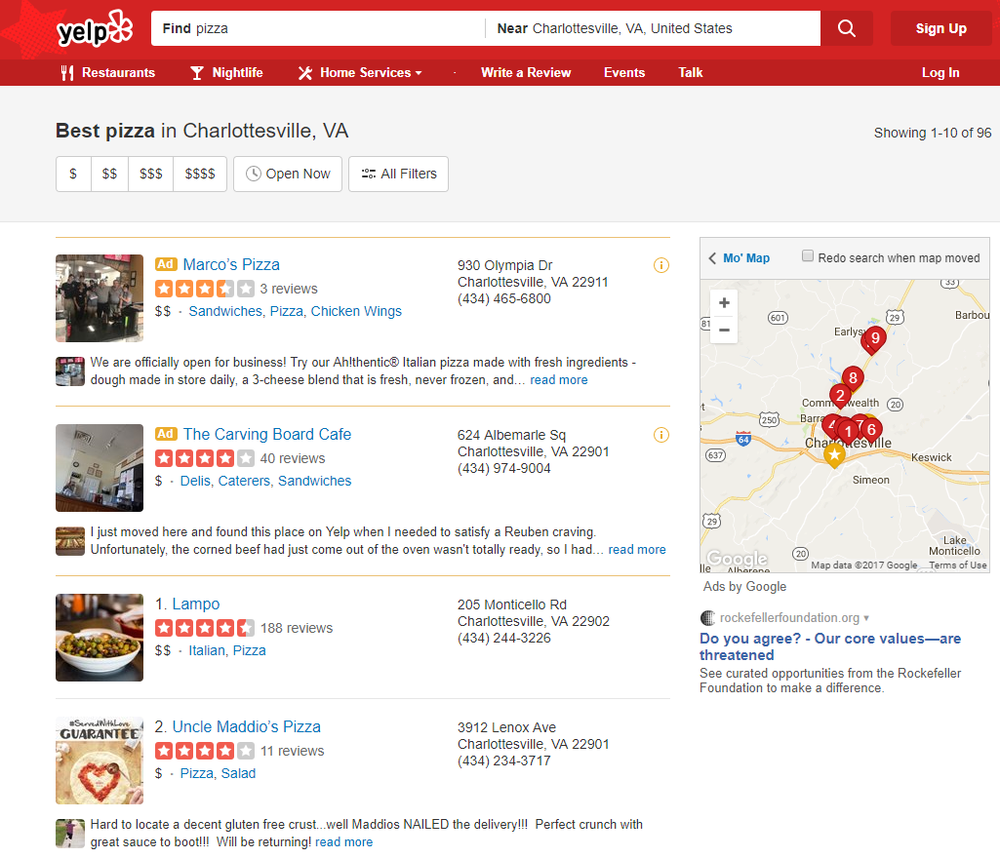 yelp
Find pizza
Near Charlottesville, VA, United States
Sign Up
Restaurants
Nightlife
Home Services
Write a Review
Events
Talk
Log In
Best pizza in Charlottesville, VA
Showing 1-10 of 96
$
$$
$$$
$$$$
Open Now
All Filters
Ad Marco's Pizza
3 reviews
$$ · Sandwiches, Pizza, Chicken Wings
930 Olympia Dr
Charlottesville, VA 22911
(434) 465-6800
We are officially open for business! Try our Ah!thentic® Italian pizza made with fresh ingredients -
dough made in store daily, a 3-cheese blend that is fresh, never frozen, and... read more
Ad The Carving Board Cafe
40 reviews
$ · Delis, Caterers, Sandwiches
624 Albemarle Sq
Charlottesville, VA 22901
(434) 974-9004
I just moved here and found this place on Yelp when I needed to satisfy a Reuben craving.
Unfortunately, the corned beef had just come out of the oven wasn't totally ready, so I had... read more
1. Lampo
188 reviews
$$ · Italian, Pizza
205 Monticello Rd
Charlottesville, VA 22902
(434) 244-3226
#ServedWithLove
GUARANTEE
2. Uncle Maddio's Pizza
11 reviews
$ · Pizza, Salad
3912 Lenox Ave
Charlottesville, VA 22901
(434) 234-3717
Hard to locate a decent gluten free crust...well Maddios NAILED the delivery!!! Perfect crunch with
great sauce to boot!!! Will be returning! read more
Mo' Map
Redo search when map moved
+
−
33
81
601
29
Barbou
Earlys
9
8
2
Comm wealth
20
250
Barra
4
1
7
6
64
Char ttesville
637
Keswick
Simeon
29
Lake
Monticello
20
lle
Alberene
Google
Map data ©2017 Google
Terms of Use
Ads by Google
rockefellerfoundation.org
Do you agree? - Our core values—are
threatened
See curated opportunities from the Rockefeller
Foundation to make a difference.